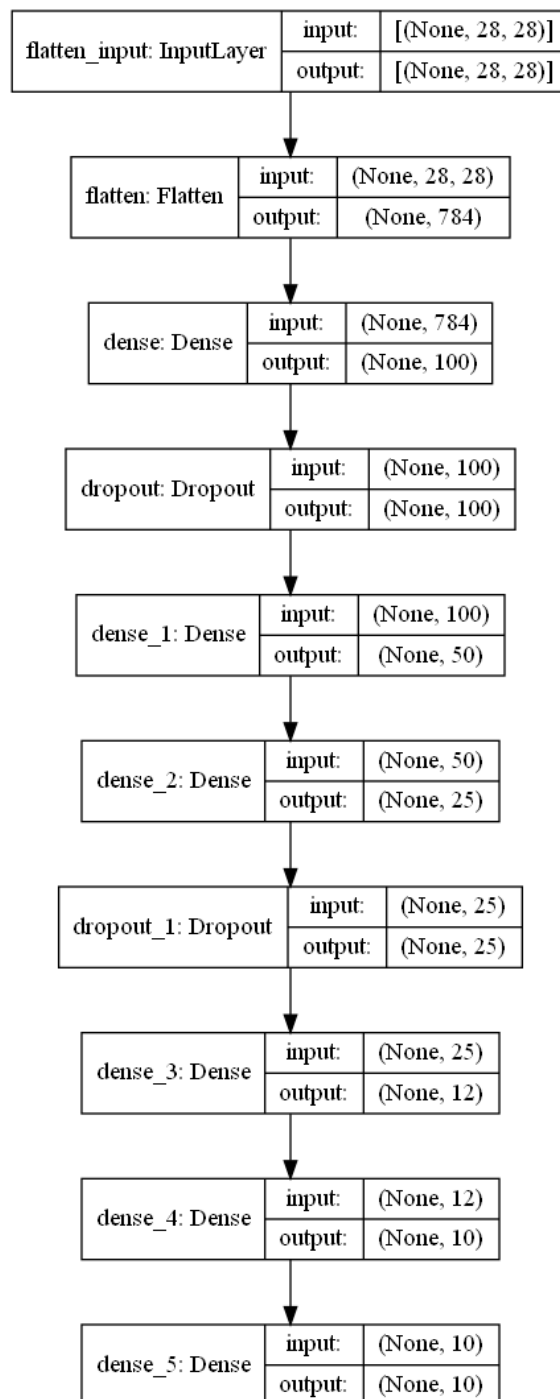 flatten_input: InputLayer
input: [(None, 28, 28)]
output: [(None, 28, 28)]
flatten: Flatten
input: (None, 28, 28)
output: (None, 784)
dense: Dense
input: (None, 784)
output: (None, 100)
dropout: Dropout
input: (None, 100)
output: (None, 100)
dense_1: Dense
input: (None, 100)
output: (None, 50)
dense_2: Dense
input: (None, 50)
output: (None, 25)
dropout_1: Dropout
input: (None, 25)
output: (None, 25)
dense_3: Dense
input: (None, 25)
output: (None, 12)
dense_4: Dense
input: (None, 12)
output: (None, 10)
dense_5: Dense
input: (None, 10)
output: (None, 10)